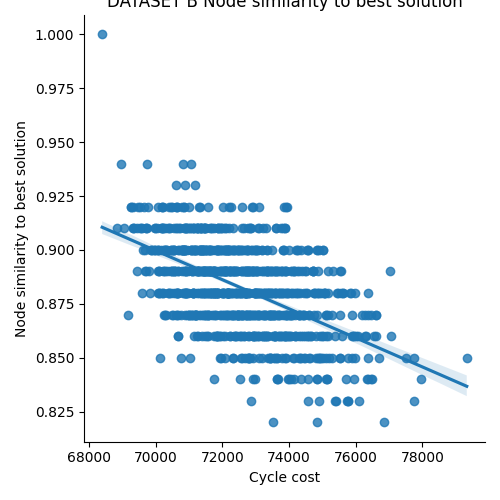 DATASET B Node similarity to best solution
1.000
0.975
0.950
0.925
0.900
0.875
0.850
0.825
Node similarity to best solution
68000 70000 72000 74000 76000 78000
Cycle cost